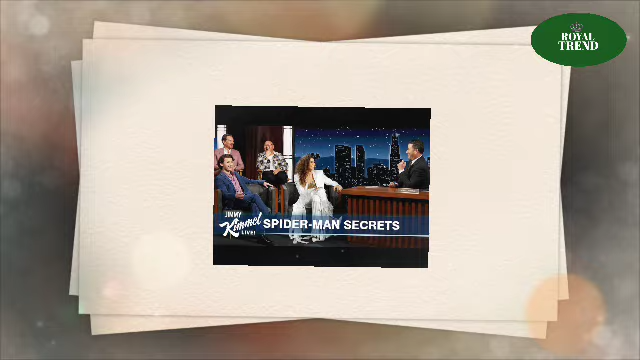 ROYAL
TREND
JIMMY
Kimmel
LIVE!
SPIDER-MAN SECRETS